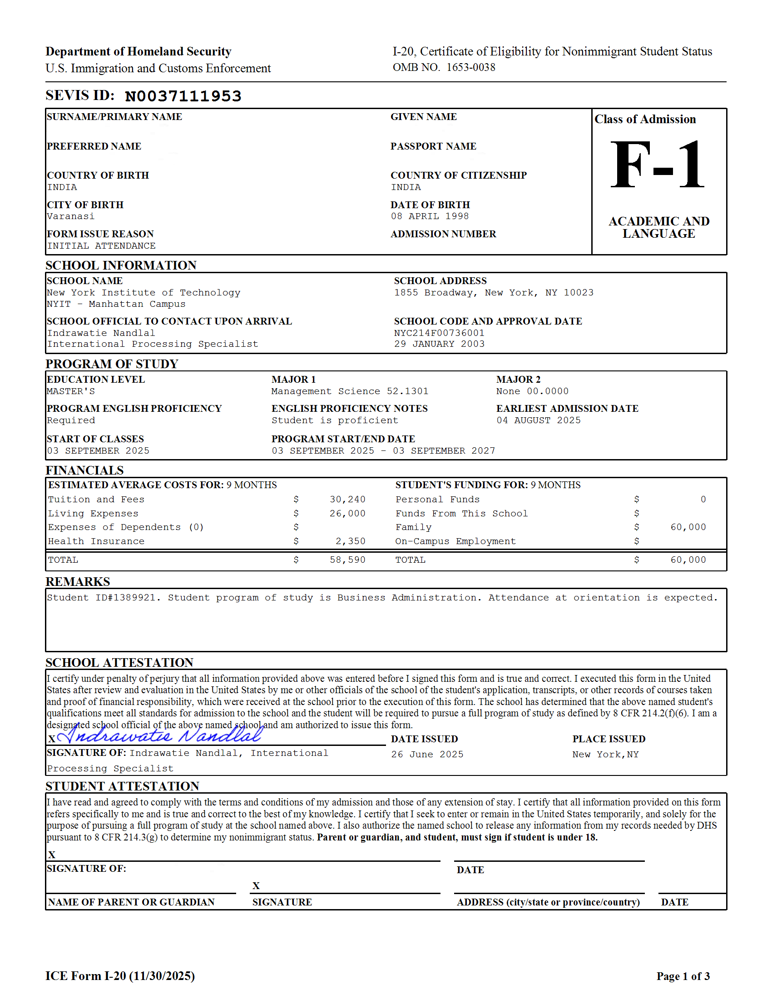 Department of Homeland Security
U.S. Immigration and Customs Enforcement
I-20, Certificate of Eligibility for Nonimmigrant Student Status
OMB NO. 1653-0038
SEVIS ID: N0037111953
SURNAME/PRIMARY NAME
GIVEN NAME
Class of Admission
PREFERRED NAME
PASSPORT NAME
F-1
COUNTRY OF BIRTH
COUNTRY OF CITIZENSHIP
INDIA
INDIA
CITY OF BIRTH
DATE OF BIRTH
Varanasi
08 APRIL 1998
ACADEMIC AND
LANGUAGE
FORM ISSUE REASON
ADMISSION NUMBER
INITIAL ATTENDANCE
SCHOOL INFORMATION
SCHOOL NAME
SCHOOL ADDRESS
New York Institute of Technology
1855 Broadway, New York, NY 10023
NYIT - Manhattan Campus
SCHOOL OFFICIAL TO CONTACT UPON ARRIVAL
SCHOOL CODE AND APPROVAL DATE
Indrawatie Nandlal
NYC214F00736001
International Processing Specialist
29 JANUARY 2003
PROGRAM OF STUDY
EDUCATION LEVEL
MAJOR 1
MAJOR 2
MASTER'S
Management Science 52.1301
None 00.0000
PROGRAM ENGLISH PROFICIENCY
ENGLISH PROFICIENCY NOTES
EARLIEST ADMISSION DATE
Required
Student is proficient
04 AUGUST 2025
START OF CLASSES
PROGRAM START/END DATE
03 SEPTEMBER 2025
03 SEPTEMBER 2025 - 03 SEPTEMBER 2027
FINANCIALS
ESTIMATED AVERAGE COSTS FOR: 9 MONTHS
STUDENT'S FUNDING FOR: 9 MONTHS
Tuition and Fees $ 30,240
Personal Funds $ 0
Living Expenses $ 26,000
Funds From This School $
Expenses of Dependents (0) $
Family $ 60,000
Health Insurance $ 2,350
On-Campus Employment $
TOTAL $ 58,590
TOTAL $ 60,000
REMARKS
Student ID#1389921. Student program of study is Business Administration. Attendance at orientation is expected.
SCHOOL ATTESTATION
I certify under penalty of perjury that all information provided above was entered before I signed this form and is true and correct. I executed this form in the United
States after review and evaluation in the United States by me or other officials of the school of the student's application, transcripts, or other records of courses taken
and proof of financial responsibility, which were received at the school prior to the execution of this form. The school has determined that the above named student's
qualifications meet all standards for admission to the school and the student will be required to pursue a full program of study as defined by 8 CFR 214.2(f)(6). I am a
designated school official of the above named school and am authorized to issue this form.
X Indrawatie Nandlal
DATE ISSUED
PLACE ISSUED
SIGNATURE OF: Indrawatie Nandlal, International
26 June 2025
New York,NY
Processing Specialist
STUDENT ATTESTATION
I have read and agreed to comply with the terms and conditions of my admission and those of any extension of stay. I certify that all information provided on this form
refers specifically to me and is true and correct to the best of my knowledge. I certify that I seek to enter or remain in the United States temporarily, and solely for the
purpose of pursuing a full program of study at the school named above. I also authorize the named school to release any information from my records needed by DHS
pursuant to 8 CFR 214.3(g) to determine my nonimmigrant status. Parent or guardian, and student, must sign if student is under 18.
X
SIGNATURE OF:
DATE
X
NAME OF PARENT OR GUARDIAN
SIGNATURE
ADDRESS (city/state or province/country)
DATE
ICE Form I-20 (11/30/2025)
Page 1 of 3